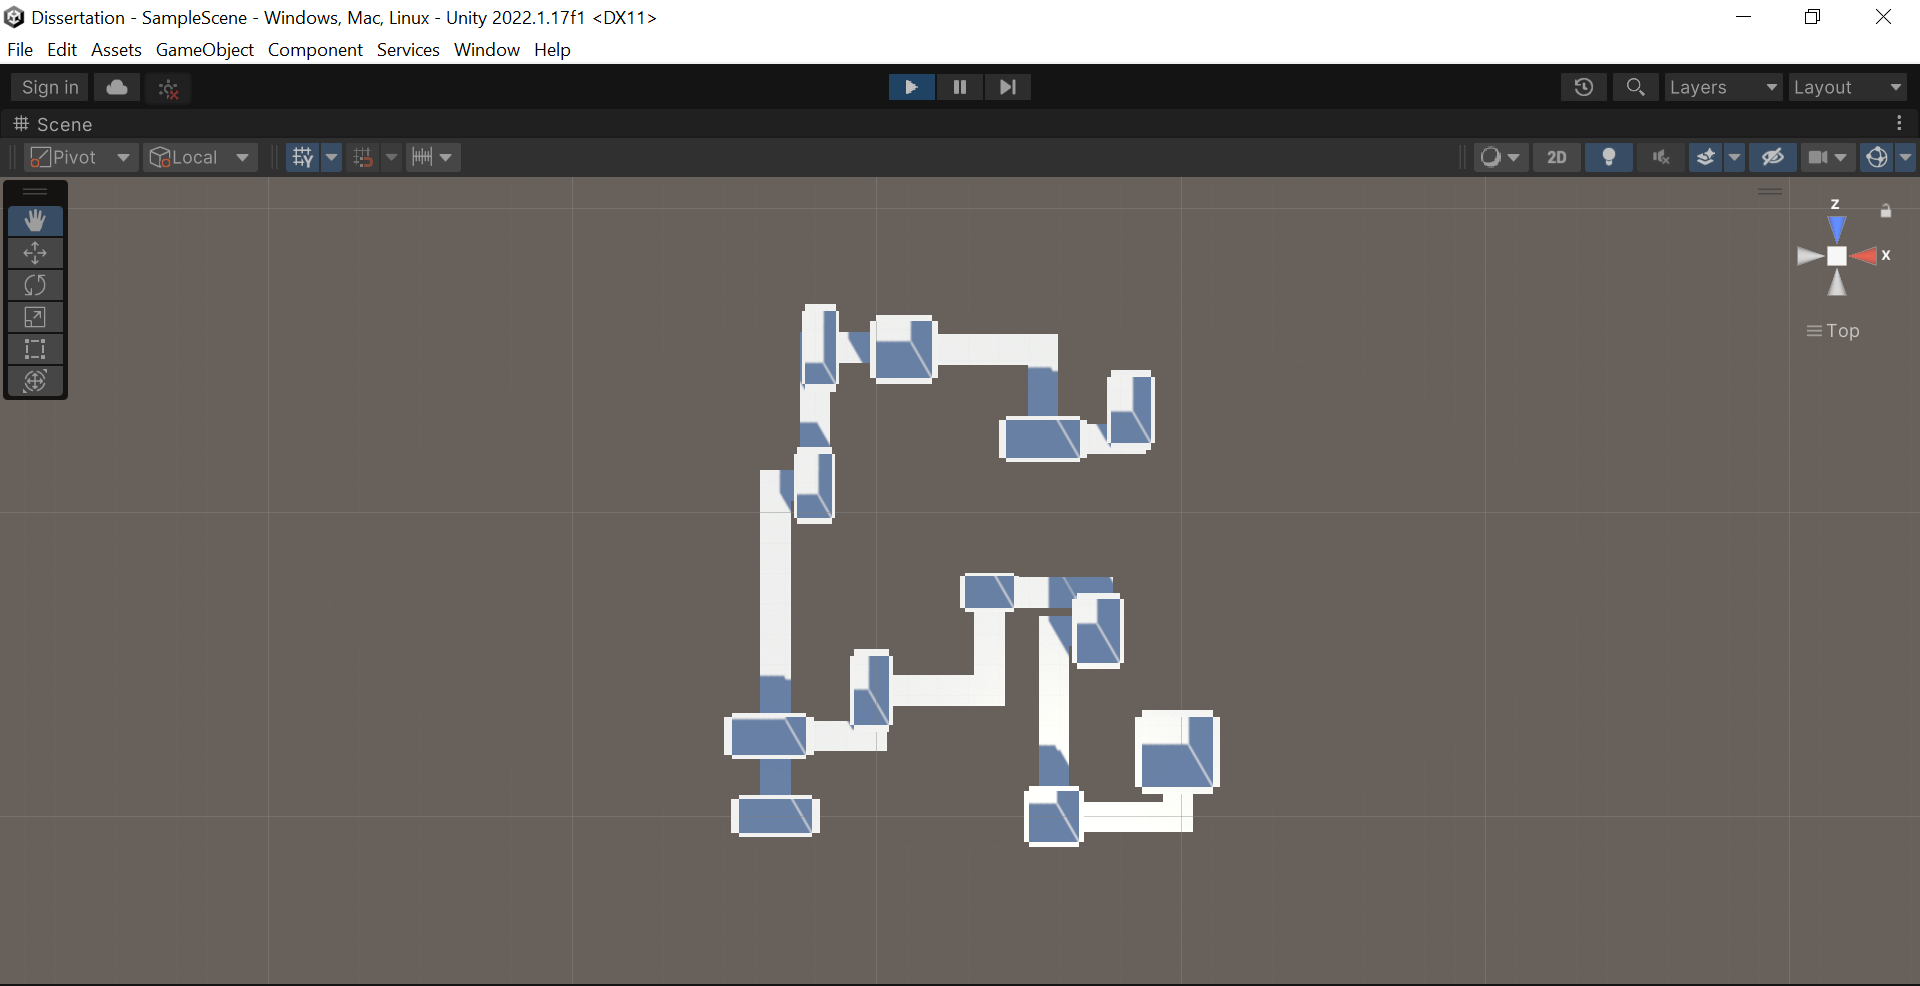 Dissertation - SampleScene - Windows, Mac, Linux - Unity 2022.1.17f1 <DX11>
File Edit Assets GameObject Component Services Window Help
Sign in Layers Layout
Scene
Pivot Local 2D
z
x
Top